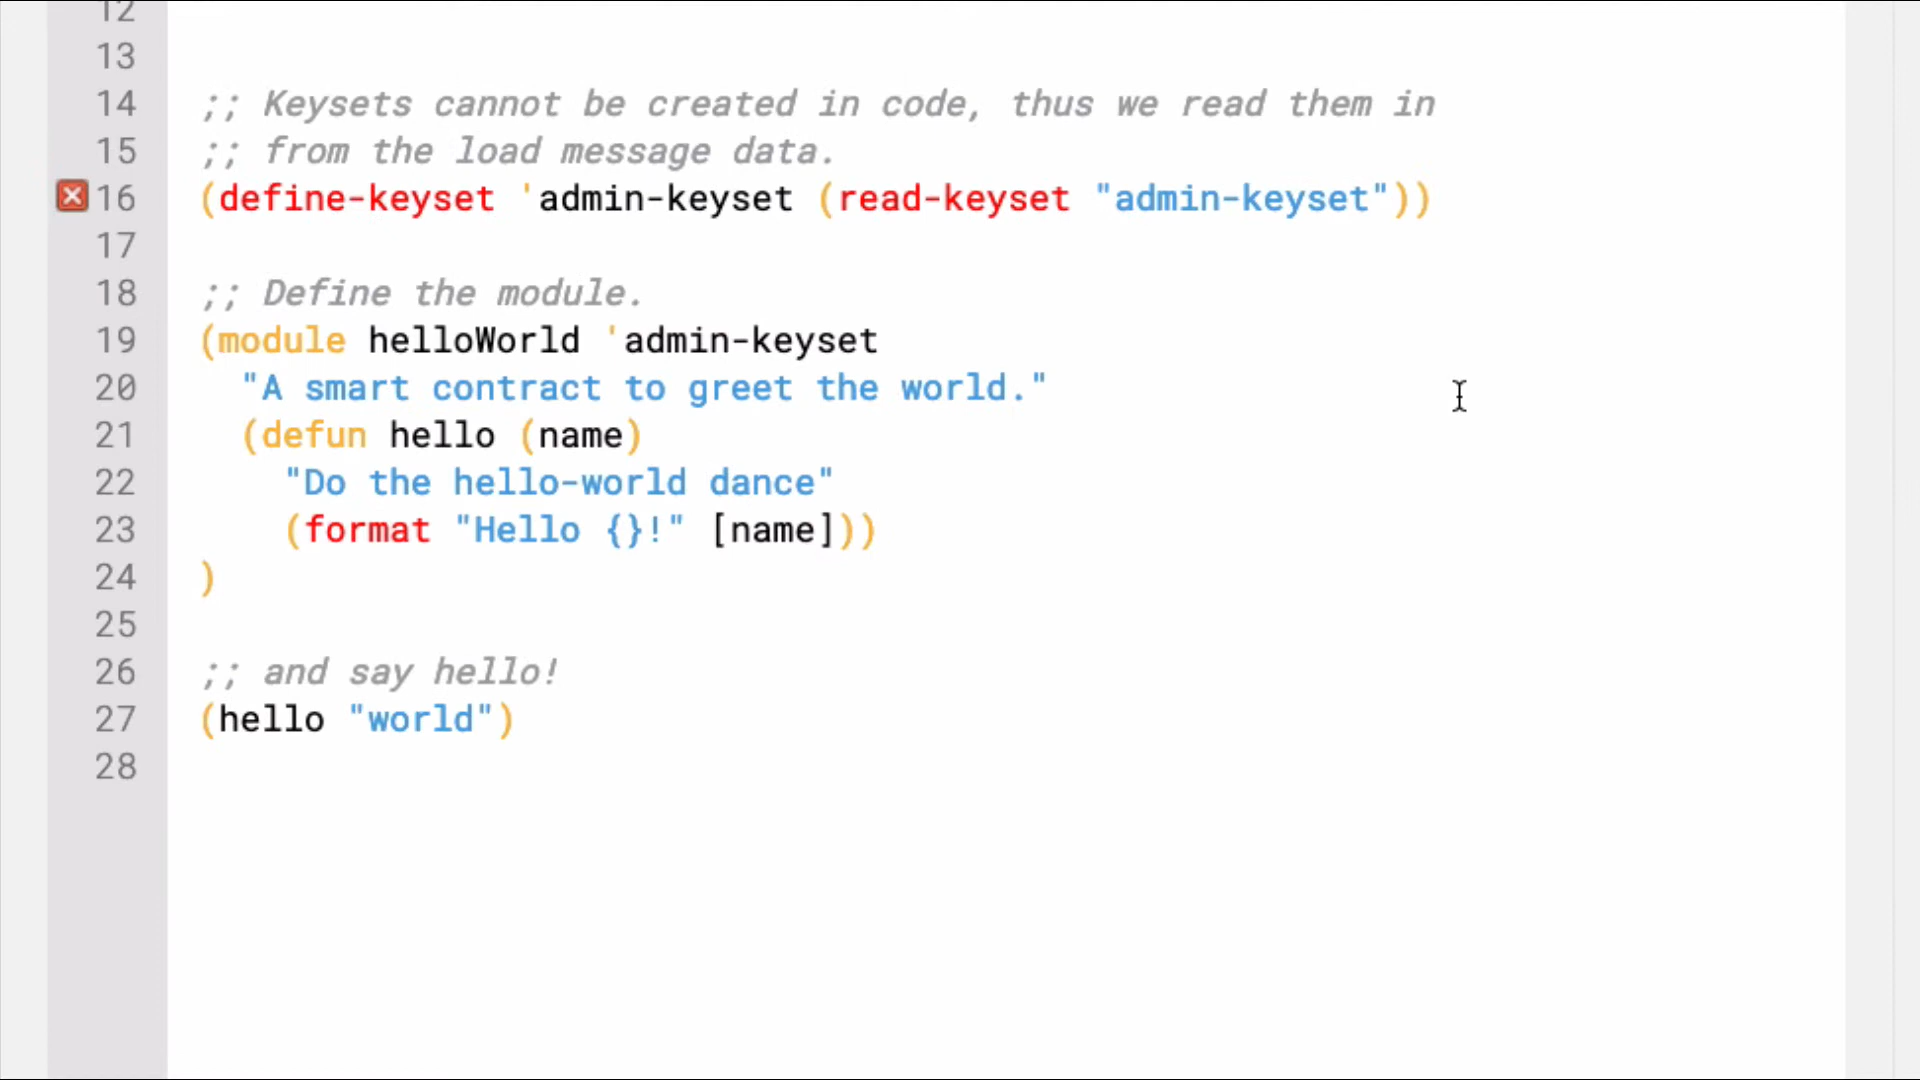 12
13
14 ;; Keysets cannot be created in code, thus we read them in
15 ;; from the load message data.
16 (define-keyset 'admin-keyset (read-keyset "admin-keyset"))
17
18 ;; Define the module.
19 (module helloWorld 'admin-keyset
20 "A smart contract to greet the world."
21 (defun hello (name)
22 "Do the hello-world dance"
23 (format "Hello {}!" [name]))
24 )
25
26 ;; and say hello!
27 (hello "world")
28